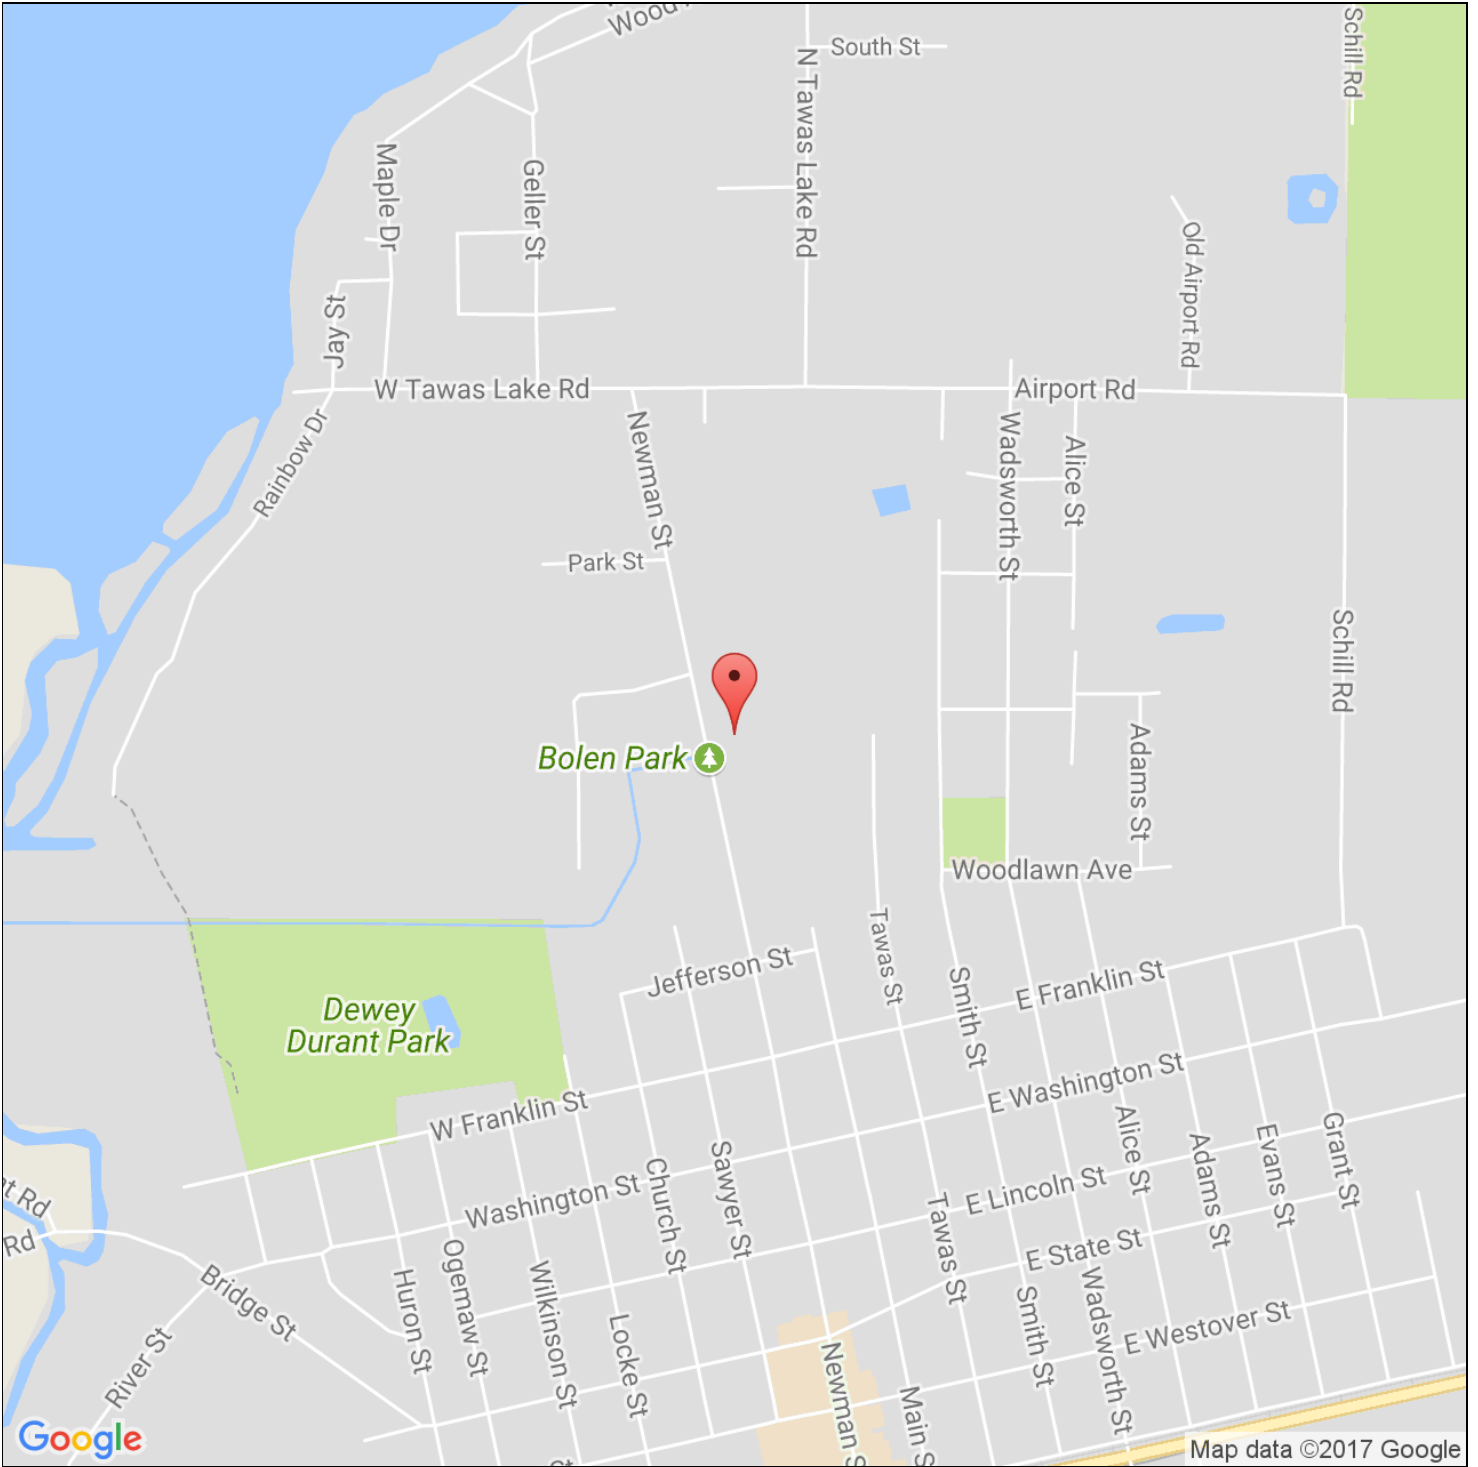 Wood
South St
Schill Rd
N Tawas Lake Rd
Maple Dr
Geller St
Old Airport Rd
Jay St
W Tawas Lake Rd
Airport Rd
Rainbow Dr
Newman St
Wadsworth St
Alice St
Park St
Schill Rd
Bolen Park
Adams St
Woodlawn Ave
Tawas St
Jefferson St
Smith St
E Franklin St
Dewey
Durant Park
E Washington St
W Franklin St
Alice St
Adams St
Evans St
Grant St
Church St
Sawyer St
Washington St
E Lincoln St
Tawas St
nt Rd
Rd
E State St
Ogemaw St
Huron St
Bridge St
Wilkinson St
Wadsworth St
Smith St
Locke St
E Westover St
River St
Newman S
Main S
St
Google
Map data ©2017 Google